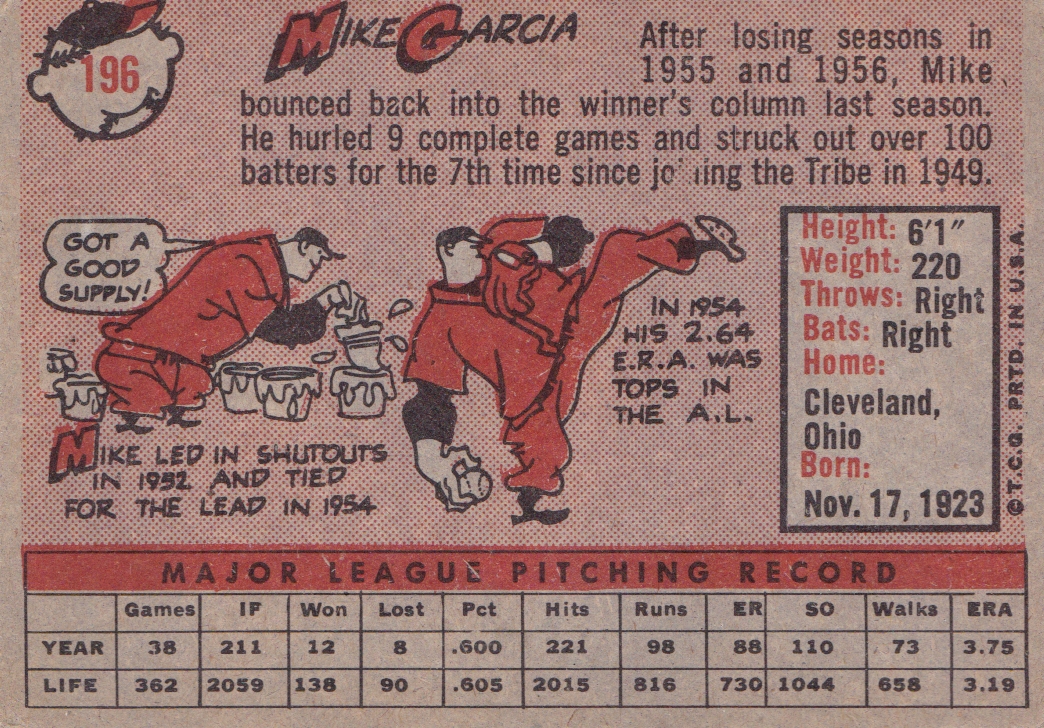 196
MIKE GARCIA
After losing seasons in
1955 and 1956, Mike
bounced back into the winner's column last season.
He hurled 9 complete games and struck out over 100
batters for the 7th time since joining the Tribe in 1949.
GOT A
GOOD
SUPPLY!
MIKE LED IN SHUTOUTS
IN 1952 AND TIED
FOR THE LEAD IN 1954
IN 1954
HIS 2.64
E.R.A. WAS
TOPS IN
THE A.L.
Height: 6'1"
Weight: 220
Throws: Right
Bats: Right
Home:
Cleveland,
Ohio
Born:
Nov. 17, 1923
©T.C.G. PRTD. IN U.S.A.
MAJOR LEAGUE PITCHING RECORD
Games IP Won Lost Pct Hits Runs ER SO Walks ERA
YEAR 38 211 12 8 .600 221 98 88 110 73 3.75
LIFE 362 2059 138 90 .605 2015 816 730 1044 658 3.19